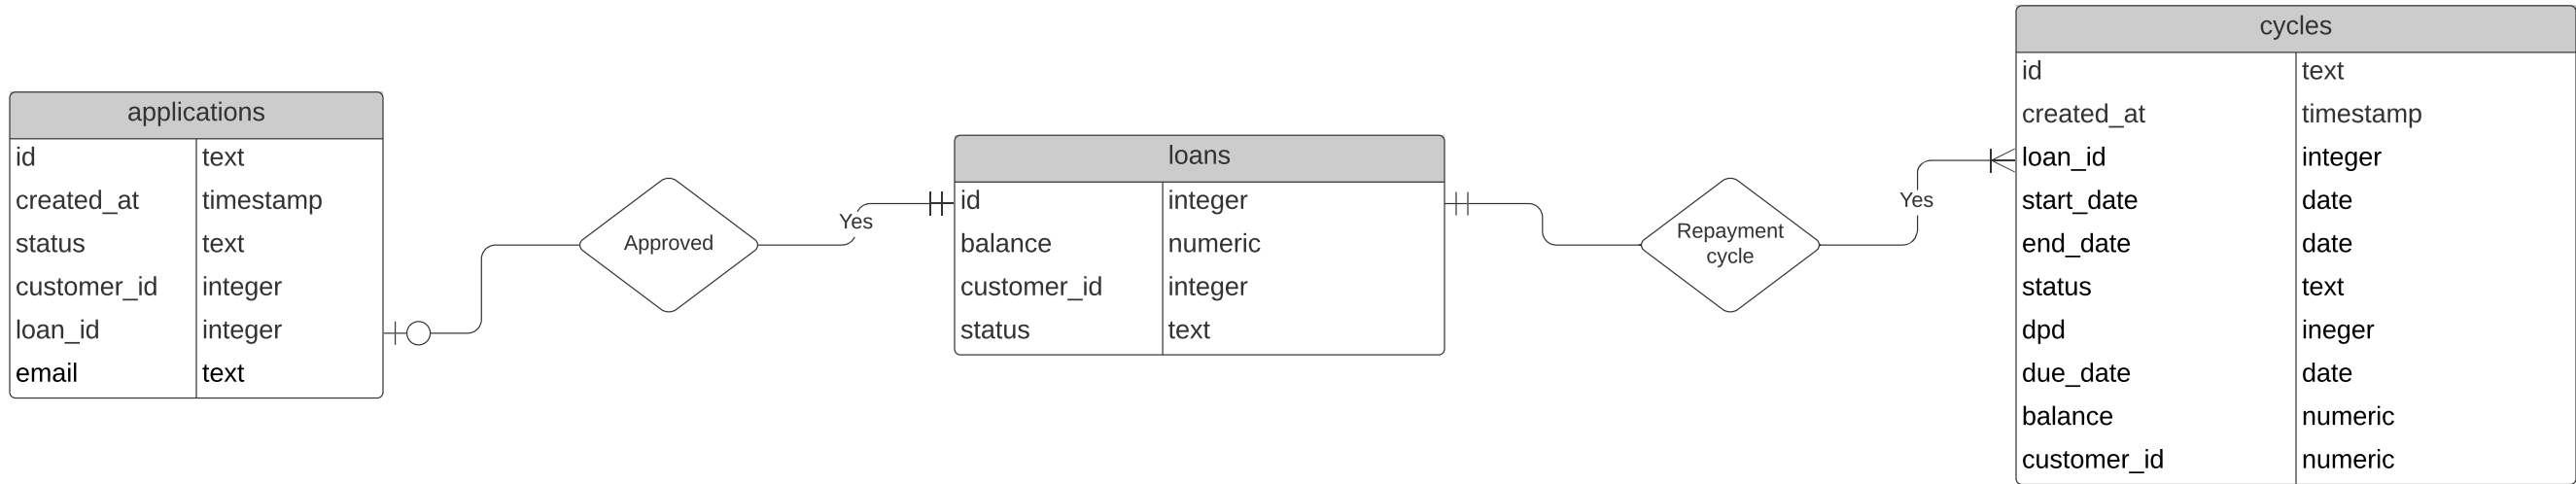 applications
id text
created_at timestamp
status text
customer_id integer
loan_id integer
email text
Approved
Yes
loans
id integer
balance numeric
customer_id integer
status text
Repayment
cycle
Yes
cycles
id text
created_at timestamp
loan_id integer
start_date date
end_date date
status text
dpd ineger
due_date date
balance numeric
customer_id numeric